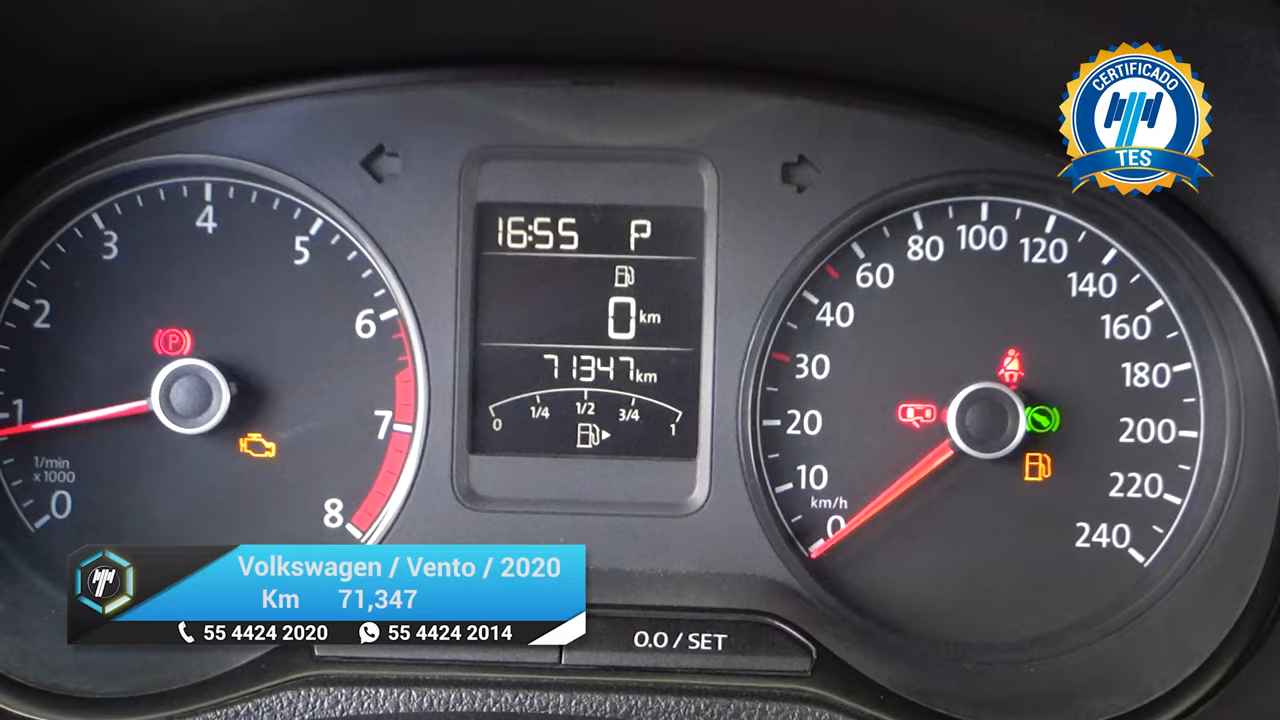 CERTIFICADO
TES
16:55 P
0 km
71347 km
0 1/4 1/2 3/4 1
0
1
2
3
4
5
6
7
8
1/min
x1000
P
0
10
20
30
40
60
80
100
120
140
160
180
200
220
240
km/h
Volkswagen / Vento / 2020
Km 71,347
55 4424 2020 55 4424 2014
0.0 / SET